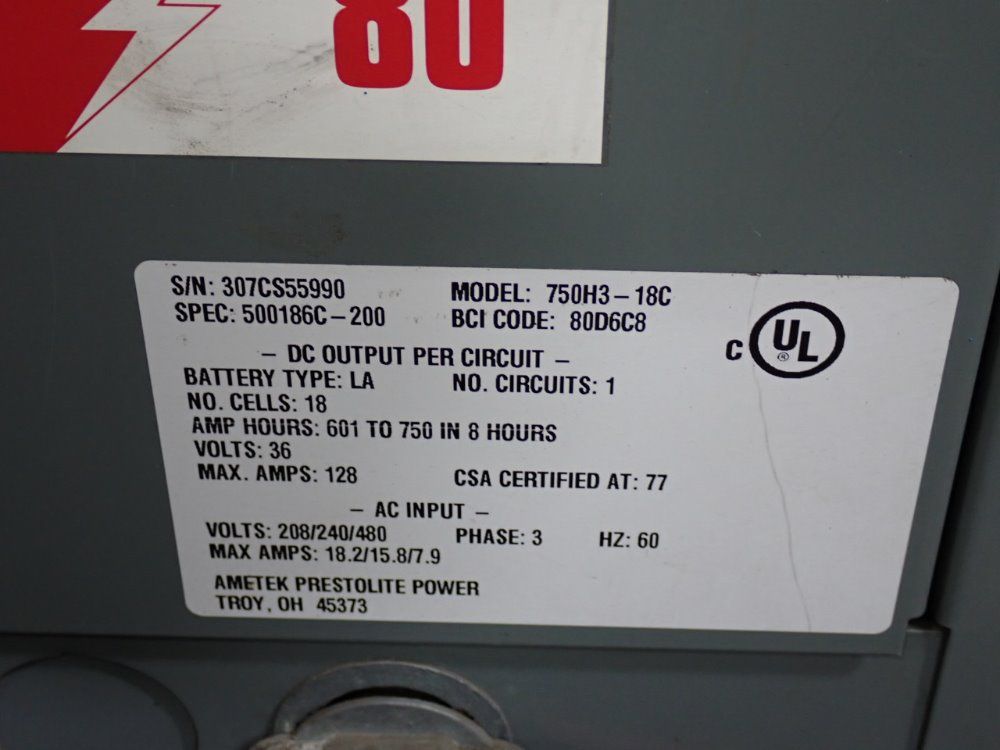 80
S/N: 307CS55990 MODEL: 750H3-18C
SPEC: 500186C-200 BCI CODE: 80D6C8
C UL ®
- DC OUTPUT PER CIRCUIT -
BATTERY TYPE: LA NO. CIRCUITS: 1
NO. CELLS: 18
AMP HOURS: 601 TO 750 IN 8 HOURS
VOLTS: 36
MAX. AMPS: 128 CSA CERTIFIED AT: 77
- AC INPUT -
VOLTS: 208/240/480 PHASE: 3 HZ: 60
MAX AMPS: 18.2/15.8/7.9
AMETEK PRESTOLITE POWER
TROY, OH 45373